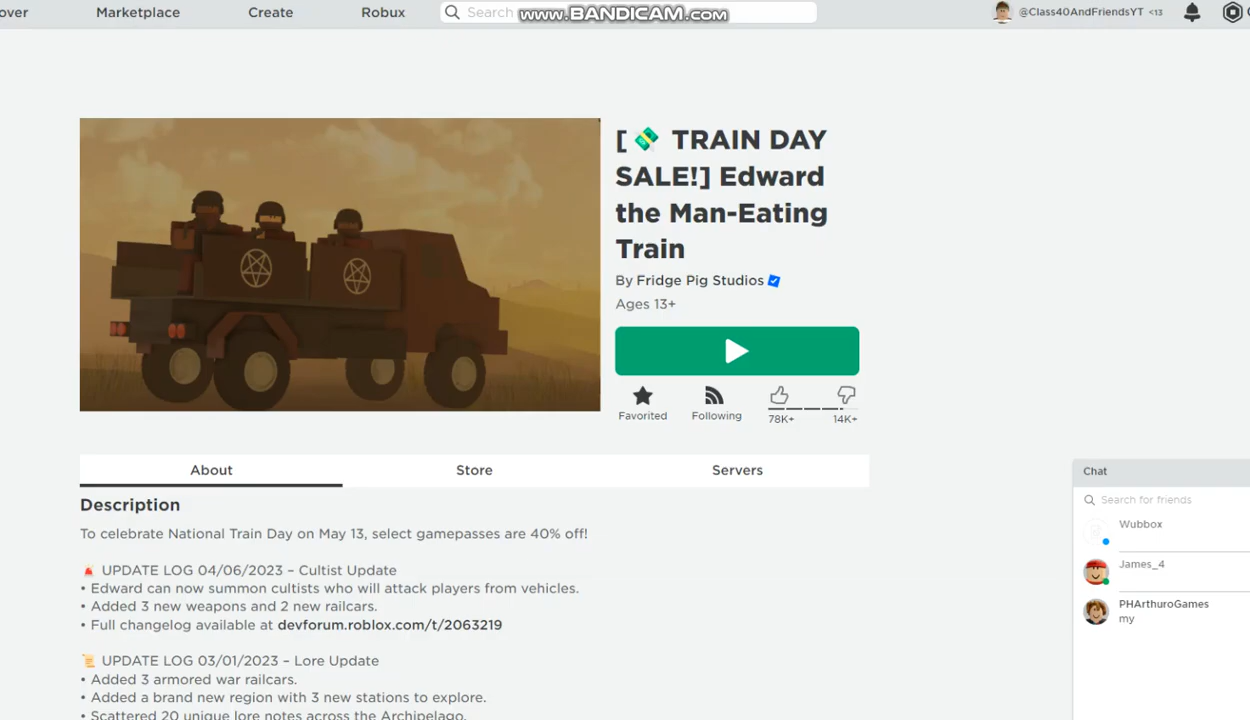 over Marketplace Create Robux Search www.BANDICAM.com @Class40AndFriendsYT <13
[💸 TRAIN DAY
SALE!] Edward
the Man-Eating
Train
By Fridge Pig Studios
Ages 13+
Favorited Following 78K+ 14K+
About Store Servers
Description
To celebrate National Train Day on May 13, select gamepasses are 40% off!
🚨 UPDATE LOG 04/06/2023 – Cultist Update
• Edward can now summon cultists who will attack players from vehicles.
• Added 3 new weapons and 2 new railcars.
• Full changelog available at devforum.roblox.com/t/2063219
📜 UPDATE LOG 03/01/2023 – Lore Update
• Added 3 armored war railcars.
• Added a brand new region with 3 new stations to explore.
• Scattered 20 unique lore notes across the Archipelago.
Chat
Search for friends
Wubbox
James_4
PHArthuroGames
my